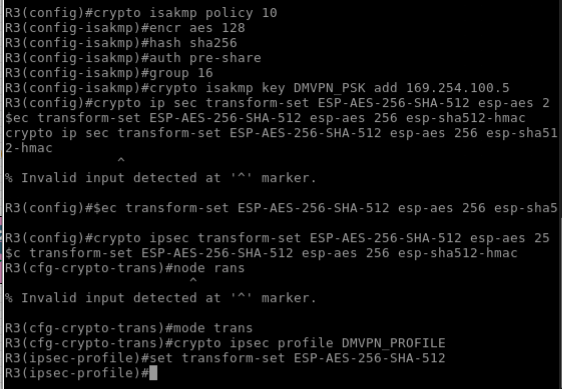 R3(config)#crypto isakmp policy 10
R3(config-isakmp)#encr aes 128
R3(config-isakmp)#hash sha256
R3(config-isakmp)#auth pre-share
R3(config-isakmp)#group 16
R3(config-isakmp)#crypto isakmp key DMVPN_PSK add 169.254.100.5
R3(config)#crypto ip sec transform-set ESP-AES-256-SHA-512 esp-aes 2
$ec transform-set ESP-AES-256-SHA-512 esp-aes 256 esp-sha512-hmac
crypto ip sec transform-set ESP-AES-256-SHA-512 esp-aes 256 esp-sha51
2-hmac
^
% Invalid input detected at '^' marker.
R3(config)#$ec transform-set ESP-AES-256-SHA-512 esp-aes 256 esp-sha5
R3(config)#crypto ipsec transform-set ESP-AES-256-SHA-512 esp-aes 25
$c transform-set ESP-AES-256-SHA-512 esp-aes 256 esp-sha512-hmac
R3(cfg-crypto-trans)#node rans
^
% Invalid input detected at '^' marker.
R3(cfg-crypto-trans)#mode trans
R3(cfg-crypto-trans)#crypto ipsec profile DMVPN_PROFILE
R3(ipsec-profile)#set transform-set ESP-AES-256-SHA-512
R3(ipsec-profile)#